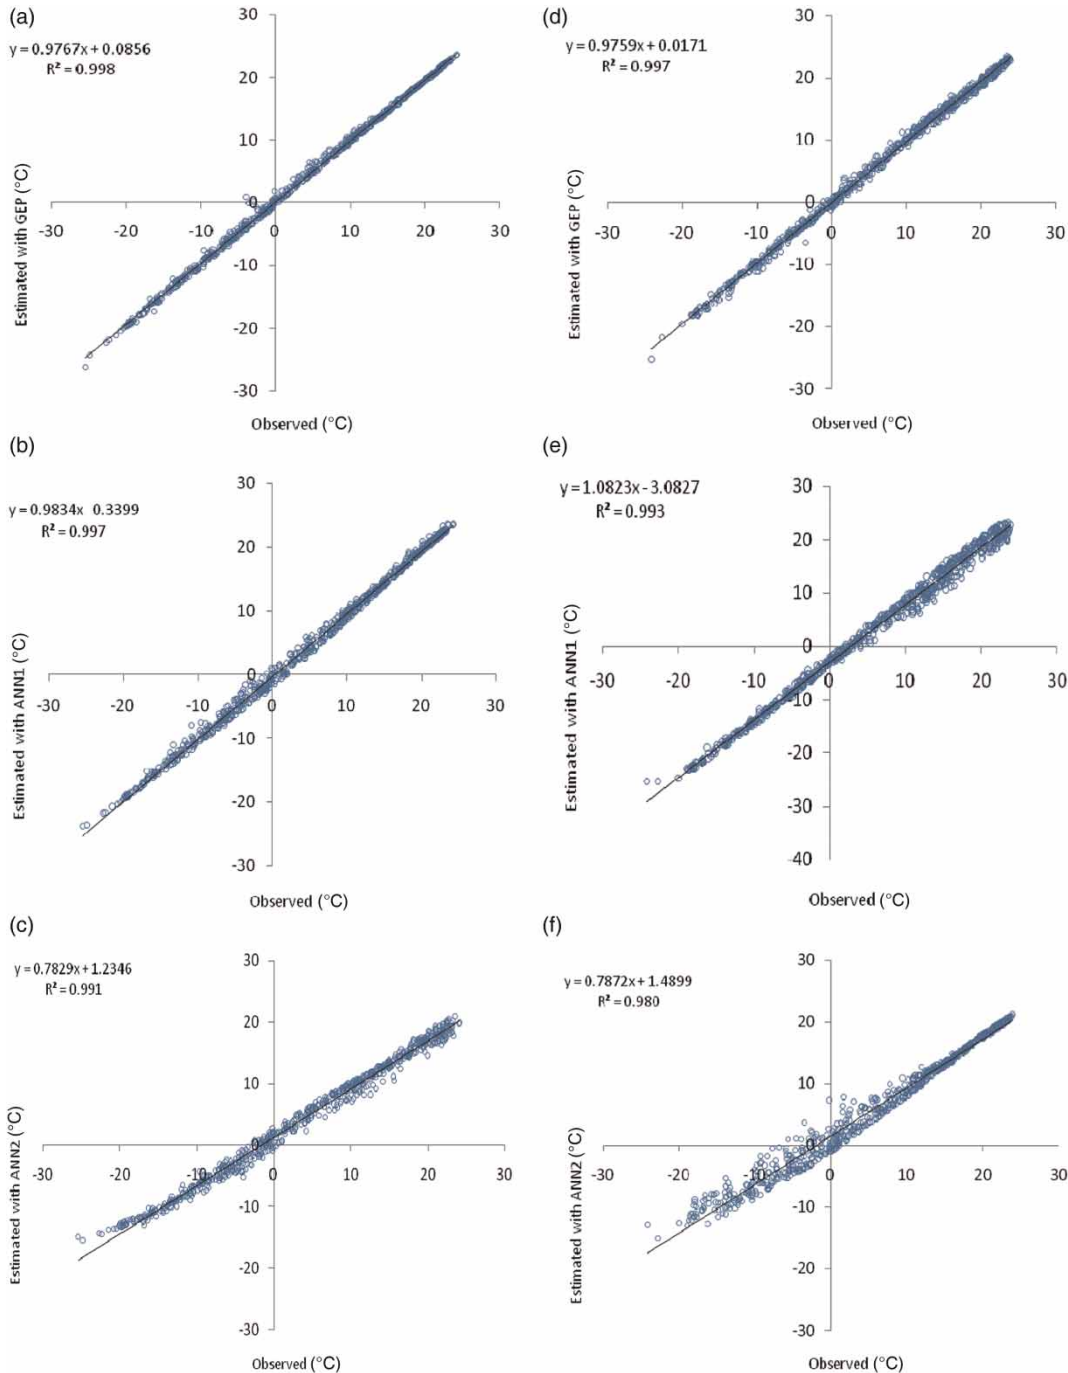 (a)
y = 0.9767x + 0.0856
R² = 0.998
30
20
10
0
-30 -20 -10 0 10 20 30
-10
-20
-30
Estimated with GEP (°C)
Observed (°C)
(d)
y = 0.9759x + 0.0171
R² = 0.997
30
20
10
0
-30 -20 -10 0 10 20 30
-10
-20
-30
Estimated with GEP (°C)
Observed (°C)
(b)
y = 0.9834x 0.3399
R² = 0.997
30
20
10
0
-30 -20 -10 0 10 20 30
-10
-20
-30
Estimated with ANN1 (°C)
Observed (°C)
(e)
y = 1.0823x - 3.0827
R² = 0.993
30
20
10
0
-30 -20 -10 0 10 20 30
-10
-20
-30
-40
Estimated with ANN1 (°C)
Observed (°C)
(c)
y = 0.7829x + 1.2346
R² = 0.991
30
20
10
0
-30 -20 -10 0 10 20 30
-10
-20
-30
Estimated with ANN2 (°C)
Observed (°C)
(f)
y = 0.7872x + 1.4899
R² = 0.980
30
20
10
0
-30 -20 -10 0 10 20 30
-10
-20
-30
Estimated with ANN2 (°C)
Observed (°C)